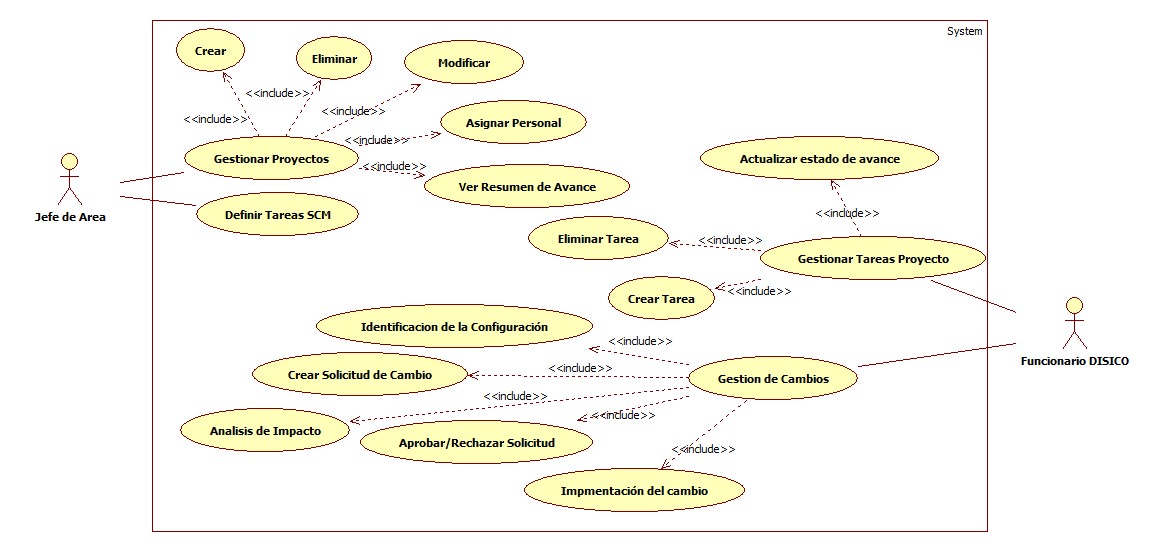 System
Crear
Eliminar
Modificar
<<include>>
<<include>>
<<include>>
Asignar Personal
<<include>>
Gestionar Proyectos
<<include>>
Ver Resumen de Avance
Actualizar estado de avance
Jefe de Area
Definir Tareas SCM
<<include>>
Eliminar Tarea
<<include>>
Gestionar Tareas Proyecto
Crear Tarea
<<include>>
Identificacion de la Configuración
<<include>>
Funcionario DISICO
Crear Solicitud de Cambio
<<include>>
Gestion de Cambios
<<include>>
Analisis de Impacto
<<include>>
Aprobar/Rechazar Solicitud
<<include>>
Impmentación del cambio